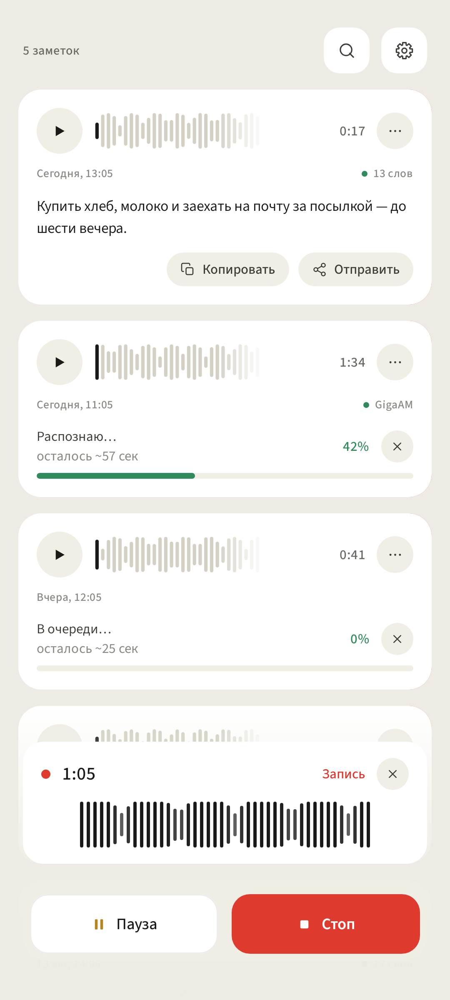 5 заметок
0:17
Сегодня, 13:05
13 слов
Купить хлеб, молоко и заехать на почту за посылкой — до
шести вечера.
Копировать
Отправить
1:34
Сегодня, 11:05
GigaAM
Распознаю...
42%
осталось ~57 сек
0:41
Вчера, 12:05
В очереди...
0%
осталось ~25 сек
1:05
Запись
Пауза
Стоп